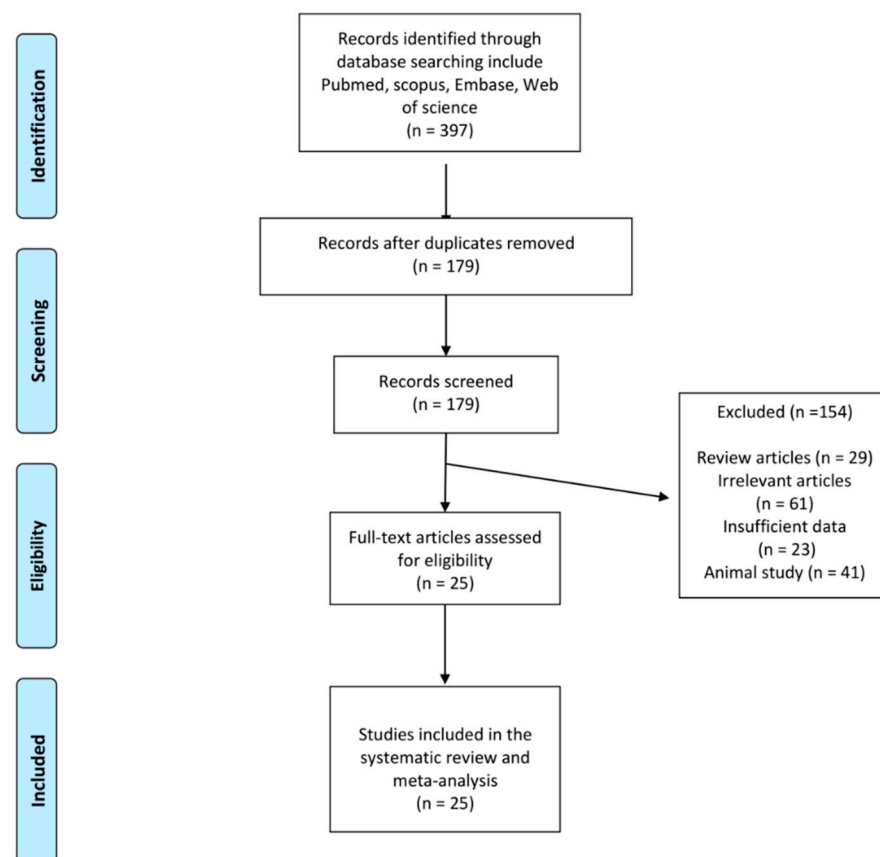 Identification
Records identified through
database searching include
Pubmed, scopus, Embase, Web
of science
(n = 397)
Records after duplicates removed
(n = 179)
Screening
Records screened
(n = 179)
Excluded (n =154)
Review articles (n = 29)
Irrelevant articles
(n = 61)
Insufficient data
(n = 23)
Animal study (n = 41)
Eligibility
Full-text articles assessed
for eligibility
(n = 25)
Included
Studies included in the
systematic review and
meta-analysis
(n = 25)